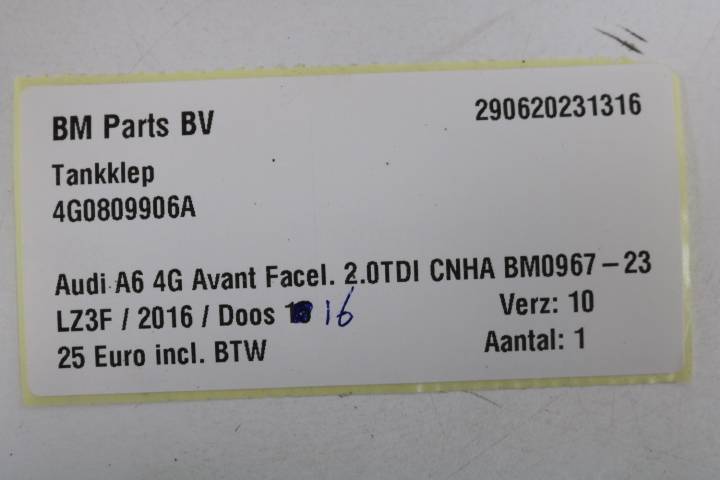 BM Parts BV 290620231316
Tankklep
4G0809906A
Audi A6 4G Avant Facel. 2.0TDI CNHA BM0967-23
LZ3F / 2016 / Doos 16 Verz: 10
25 Euro incl. BTW Aantal: 1